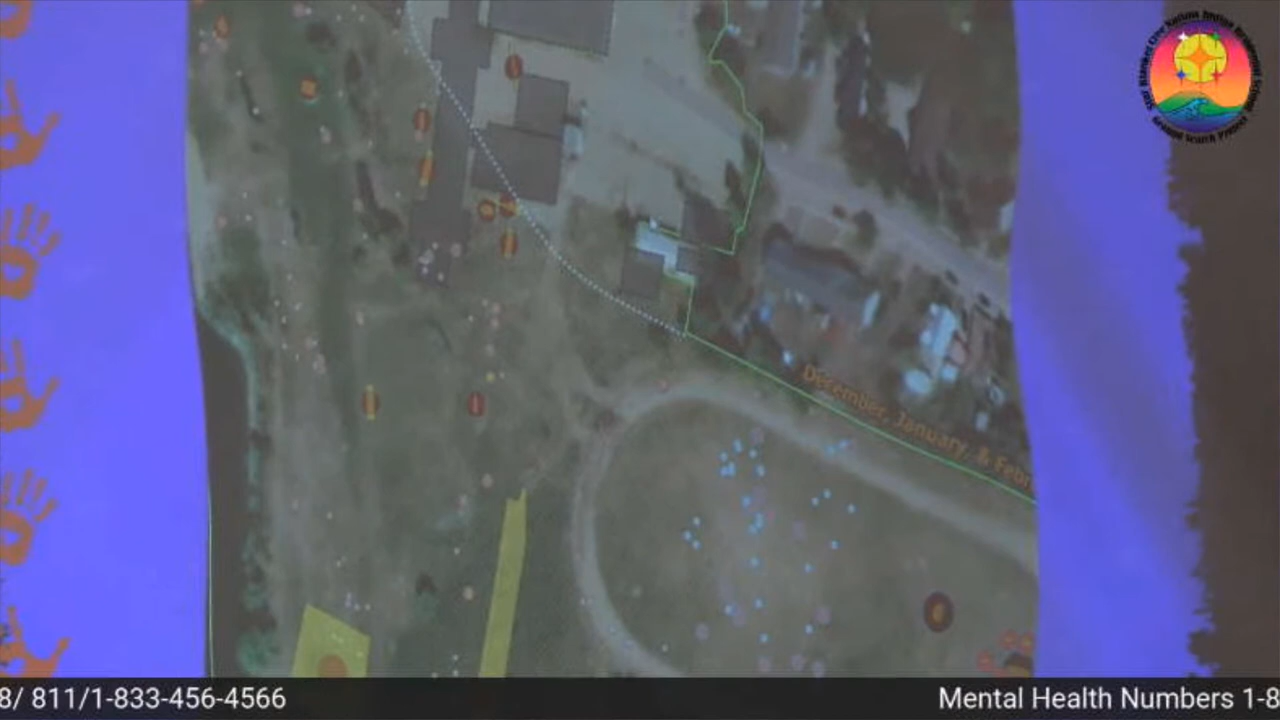 December, January, & Febr
8/ 811/1-833-456-4566
Mental Health Numbers 1-8